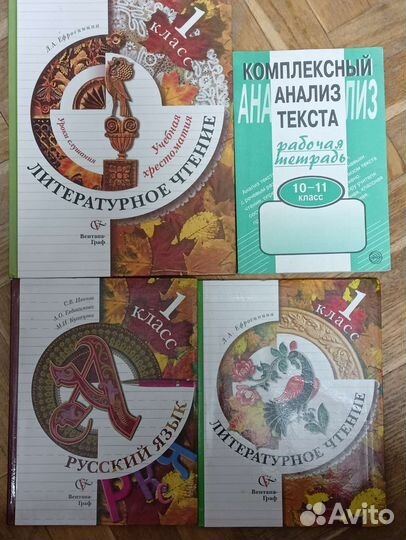 Л.А. Ефросинина
1
класс
Уроки слушания
Учебная
хрестоматия
ЛИТЕРАТУРНОЕ ЧТЕНИЕ
Вентана-
Граф
КОМПЛЕКСНЫЙ
АНАЛИЗ
ТЕКСТА
рабочая
тетрадь
10–11
класс
С.В. Иванов
А.О. Евдокимова
М.И. Кузнецова
1
класс
РУССКИЙ ЯЗЫК
Вентана-
Граф
Л.А. Ефросинина
1
класс
ЛИТЕРАТУРНОЕ ЧТЕНИЕ
Вентана-
Граф
Avito